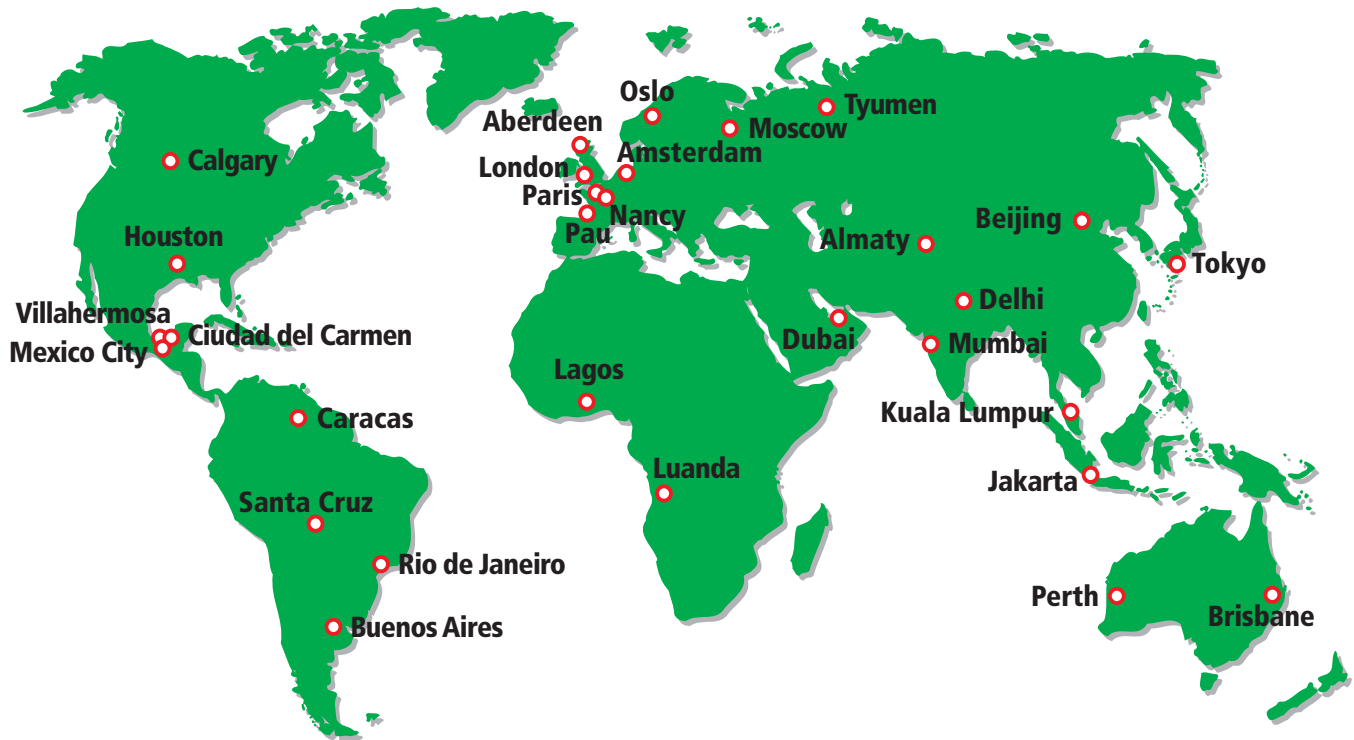 Oslo
Tyumen
Aberdeen
Moscow
Amsterdam
Calgary
London
Paris
Nancy
Beijing
Pau
Houston
Almaty
Tokyo
Delhi
Villahermosa
Ciudad del Carmen
Dubai
Mumbai
Mexico City
Lagos
Kuala Lumpur
Caracas
Luanda
Jakarta
Santa Cruz
Rio de Janeiro
Perth
Brisbane
Buenos Aires